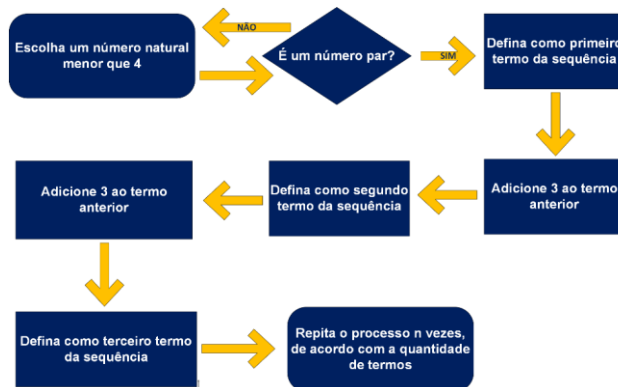 Escolha um número natural
menor que 4
NÃO
É um número par?
SIM
Defina como primeiro
termo da sequência
Adicione 3 ao termo
anterior
Defina como segundo
termo da sequência
Adicione 3 ao termo
anterior
Defina como terceiro termo
da sequência
Repita o processo n vezes,
de acordo com a quantidade
de termos